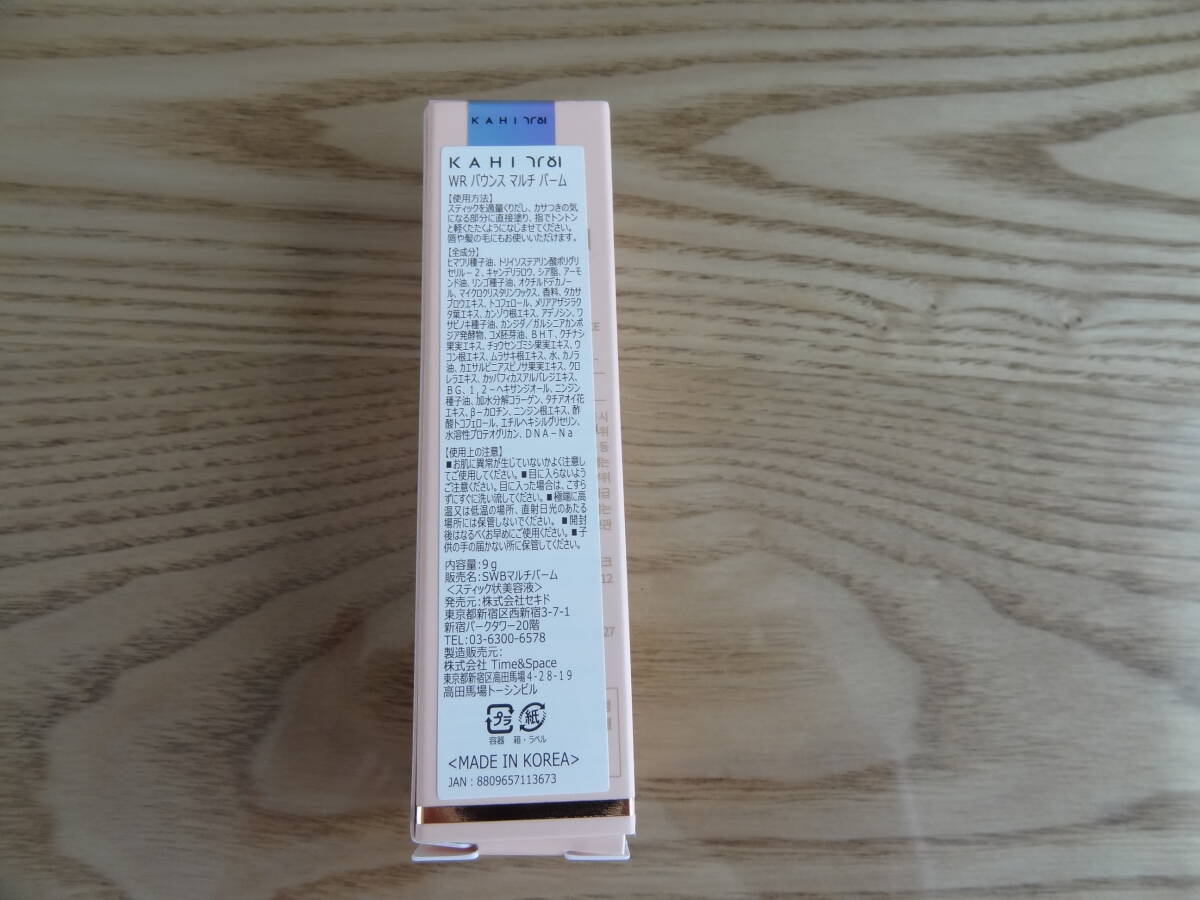 KAHI
KAHI
WR バウンス マルチ バーム
【使用方法】
スティックを適量くりだし、カサつきの気
になる部分に直接塗り、指でトントン
と軽くたたくようになじませてください。
唇や髪の毛にもお使いいただけます。
【全成分】
ヒマワリ種子油、トリイソステアリン酸ポリグリ
セリル－2、キャンデリラロウ、シア脂、アーモ
ンド油、リンゴ種子油、オクチルドデカノー
ル、マイクロクリスタリンワックス、香料、タカサ
ブロウエキス、トコフェロール、メリアアザジラク
タ葉エキス、カンゾウ根エキス、アデノシン、ワ
サビノキ種子油、カンジダ/ガルシニアカンボ
ジア発酵物、コメ胚芽油、BHT、クチナシ
果実エキス、チョウセンゴミシ果実エキス、ウ
コン根エキス、ムラサキ根エキス、水、カノラ
油、カエサルピニアスピノサ果実エキス、クロ
レラエキス、カッパフィカスアルバレジエキス、
BG、1，2－ヘキサンジオール、ニンジン
種子油、加水分解コラーゲン、タチアオイ花
エキス、β－カロチン、ニンジン根エキス、酢
酸トコフェロール、エチルヘキシルグリセリン、
水溶性プロテオグリカン、DNA－Na
【使用上の注意】
■お肌に異常が生じていないかよく注意し
てご使用してください。■目に入らないよう
ご注意ください。目に入った場合は、こすら
ずにすぐに洗い流してください。■極端に高
温又は低温の場所、直射日光のあたる
場所には保管しないでください。■開封
後はなるべくお早めにご使用ください。■子
供の手の届かない所に保管してください。
内容量:9g
販売名:SWBマルチバーム
＜スティック状美容液＞
発売元:株式会社セキド
東京都新宿区西新宿3-7-1
新宿パークタワー20階
TEL:03-6300-6578
製造販売元:
株式会社 Time&Space
東京都新宿区高田馬場4-28-19
高田馬場トーシンビル
プラ 紙
容器 箱・ラベル
<MADE IN KOREA>
JAN : 8809657113673